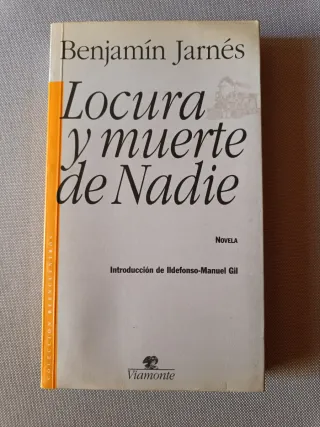 Benjamín Jarnés
Locura
y muerte
de Nadie
NOVELA
Introducción de Ildefonso-Manuel Gil
Viamonte